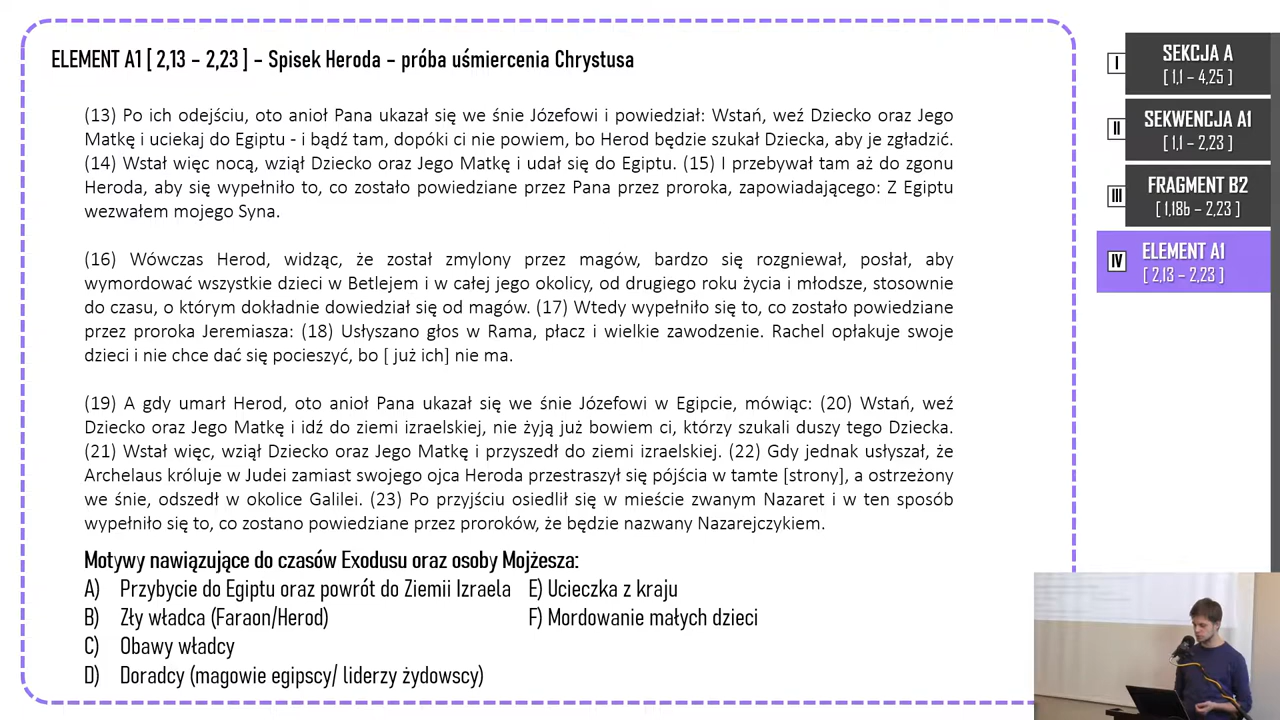 ELEMENT A1 [ 2,13 – 2,23 ] – Spisek Heroda – próba uśmiercenia Chrystusa
(13) Po ich odejściu, oto anioł Pana ukazał się we śnie Józefowi i powiedział: Wstań, weź Dziecko oraz Jego
Matkę i uciekaj do Egiptu - i bądź tam, dopóki ci nie powiem, bo Herod będzie szukał Dziecka, aby je zgładzić.
(14) Wstał więc nocą, wziął Dziecko oraz Jego Matkę i udał się do Egiptu. (15) I przebywał tam aż do zgonu
Heroda, aby się wypełniło to, co zostało powiedziane przez Pana przez proroka, zapowiadającego: Z Egiptu
wezwałem mojego Syna.
(16) Wówczas Herod, widząc, że został zmylony przez magów, bardzo się rozgniewał, posłał, aby
wymordować wszystkie dzieci w Betlejem i w całej jego okolicy, od drugiego roku życia i młodsze, stosownie
do czasu, o którym dokładnie dowiedział się od magów. (17) Wtedy wypełniło się to, co zostało powiedziane
przez proroka Jeremiasza: (18) Usłyszano głos w Rama, płacz i wielkie zawodzenie. Rachel opłakuje swoje
dzieci i nie chce dać się pocieszyć, bo [ już ich] nie ma.
(19) A gdy umarł Herod, oto anioł Pana ukazał się we śnie Józefowi w Egipcie, mówiąc: (20) Wstań, weź
Dziecko oraz Jego Matkę i idź do ziemi izraelskiej, nie żyją już bowiem ci, którzy szukali duszy tego Dziecka.
(21) Wstał więc, wziął Dziecko oraz Jego Matkę i przyszedł do ziemi izraelskiej. (22) Gdy jednak usłyszał, że
Archelaus króluje w Judei zamiast swojego ojca Heroda przestraszył się pójścia w tamte [strony], a ostrzeżony
we śnie, odszedł w okolice Galilei. (23) Po przyjściu osiedlił się w mieście zwanym Nazaret i w ten sposób
wypełniło się to, co zostano powiedziane przez proroków, że będzie nazwany Nazarejczykiem.
Motywy nawiązujące do czasów Exodusu oraz osoby Mojżesza:
A) Przybycie do Egiptu oraz powrót do Ziemii Izraela
B) Zły władca (Faraon/Herod)
C) Obawy władcy
D) Doradcy (magowie egipscy/ liderzy żydowscy)
E) Ucieczka z kraju
F) Mordowanie małych dzieci
I SEKCJA A
[ 1,1 – 4,25 ]
II SEKWENCJA A1
[ 1,1 – 2,23 ]
III FRAGMENT B2
[ 1,18b – 2,23 ]
IV ELEMENT A1
[ 2,13 – 2,23 ]